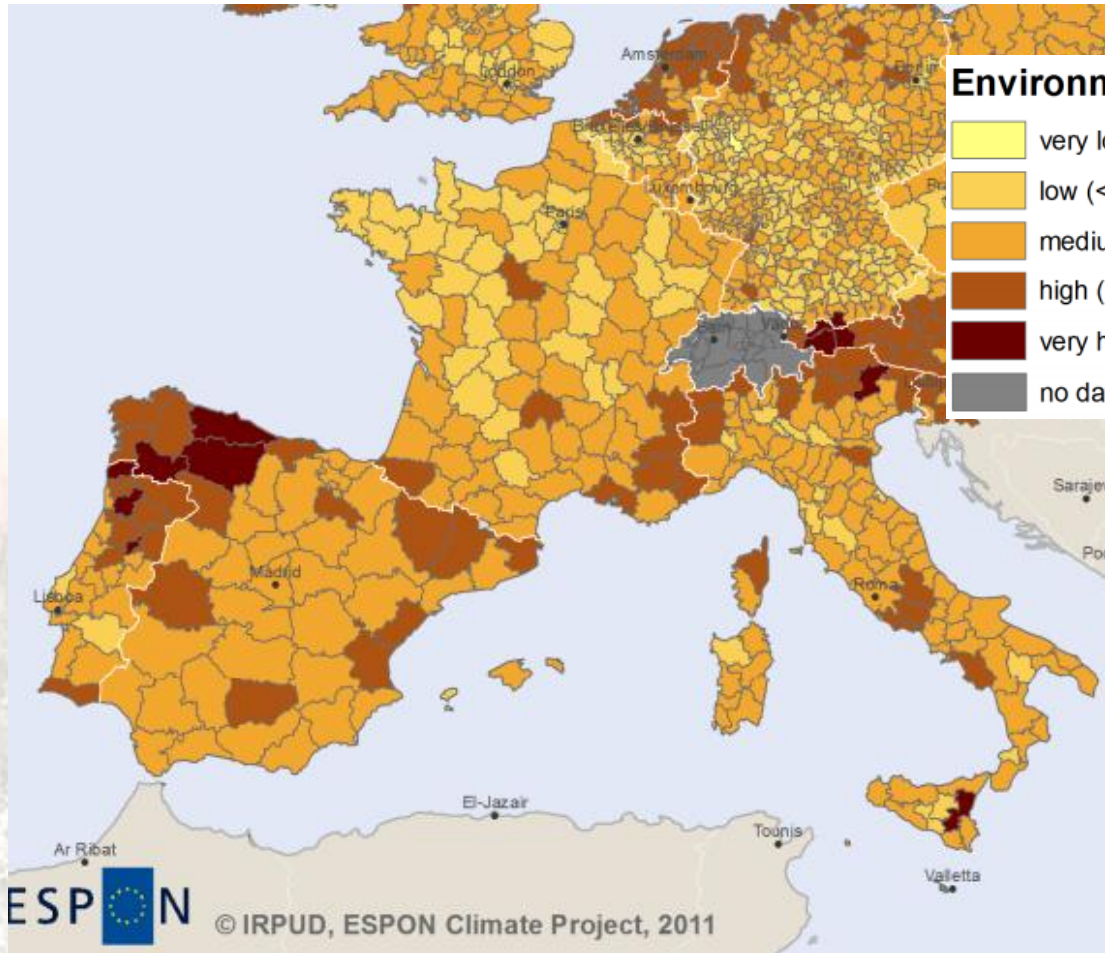 Amsterdam
London
Environm
very lo
low (<
mediu
high (
very h
no da
Luxembourg
Paris
Bern
Vaduz
Sarajev
Pod
Madrid
Lisboa
Roma
El-Jazair
Tounis
Ar Ribat
Valletta
ESPON
© IRPUD, ESPON Climate Project, 2011